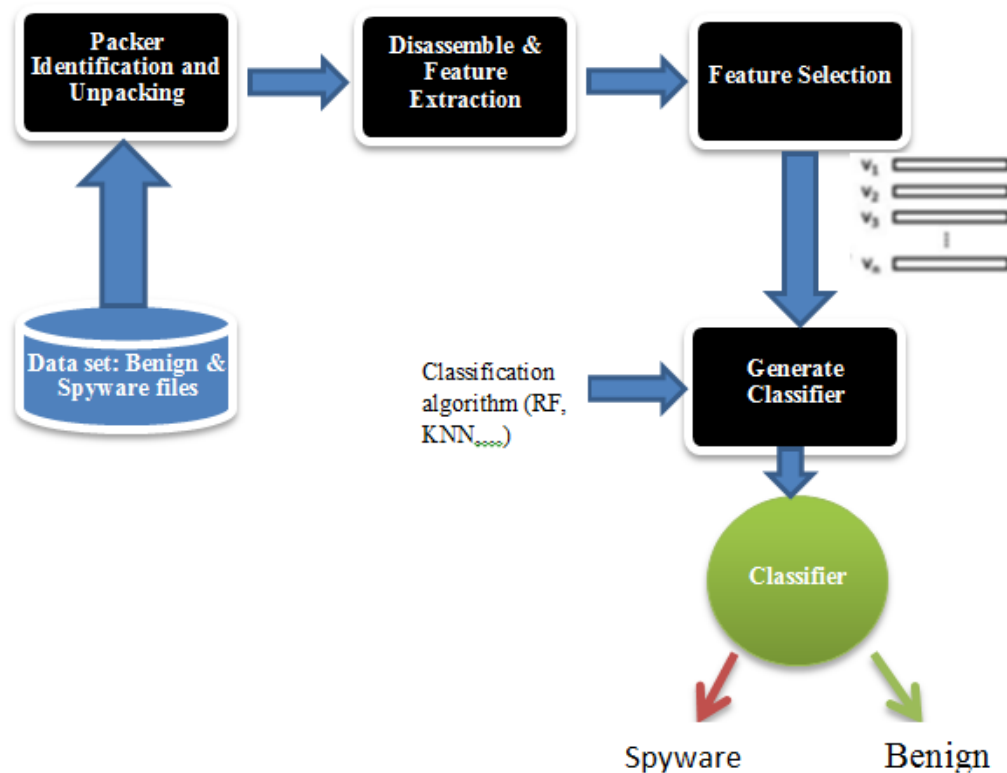 Packer
Identification and
Unpacking
Disassemble &
Feature
Extraction
Feature Selection
v1
v2
v3
vn
Data set: Benign &
Spyware files
Classification
algorithm (RF,
KNN,....)
Generate
Classifier
Classifier
Spyware
Benign